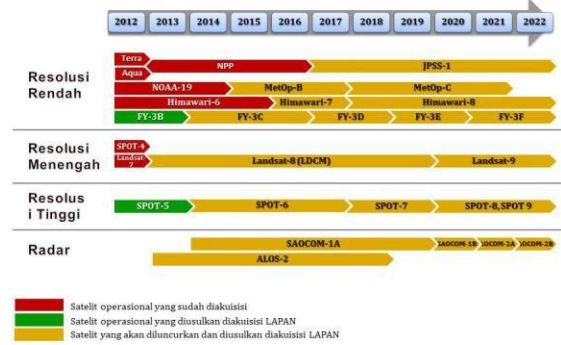 2012 2013 2014 2015 2016 2017 2018 2019 2020 2021 2022
Terra
Aqua
NPP JPSS-1
Resolusi
Rendah
NOAA-19 MetOp-B MetOp-C
Himawari-6 Himawari-7 Himawari-8
FY-3B FY-3C FY-3D FY-3E FY-3F
Resolusi
Menengah
SPOT-4
Landsat-
7
Landsat-8 (LDCM) Landsat-9
Resolus
i Tinggi
SPOT-5 SPOT-6 SPOT-7 SPOT-8, SPOT 9
Radar
SAOCOM-1A SAOCOM-1B AOCOM-2A AOCOM-2B
ALOS-2
Satelit operasional yang sudah diakuisisi
Satelit operasional yang diusulkan diakuisisi LAPAN
Satelit yang akan diluncurkan dan diusulkan diakuisisi LAPAN